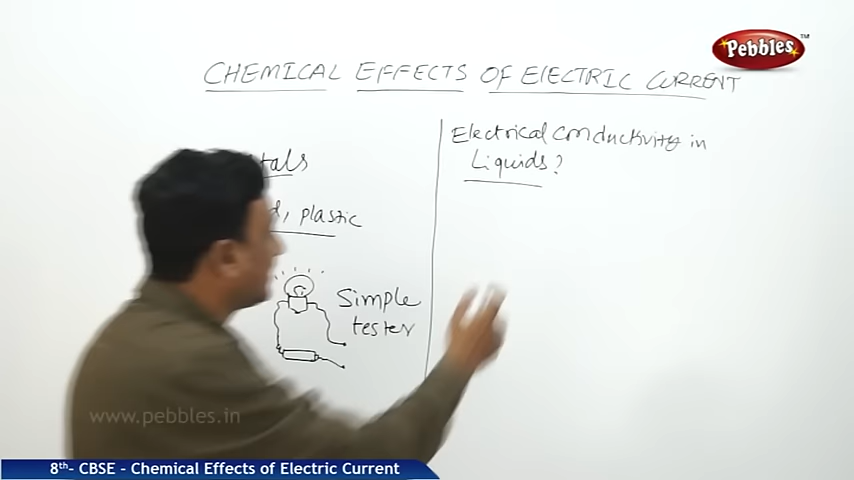 Pebbles TM
CHEMICAL EFFECTS OF ELECTRIC CURRENT
Electrical conductivity in
Liquids?
plastic
Simple
tester
www.pebbles.in
8th- CBSE - Chemical Effects of Electric Current